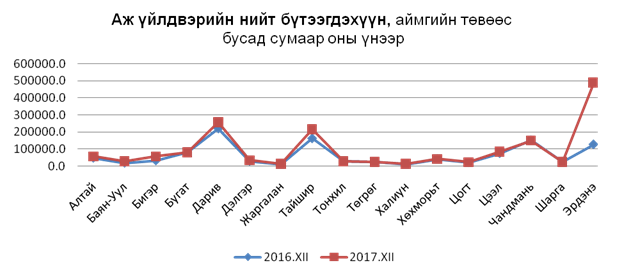 Аж үйлдвэрийн нийт бүтээгдэхүүн, аймгийн төвөөс
бусад сумаар оны үнээр
600000.0
500000.0
400000.0
300000.0
200000.0
100000.0
0.0
Алтай
Баян-Уул
Бигэр
Бугат
Дарив
Дэлгэр
Жаргалан
Тайшир
Тонхил
Төгрөг
Халиун
Хөхморьт
Цогт
Цээл
Чандмань
Шарга
Эрдэнэ
2016.XII
2017.XII